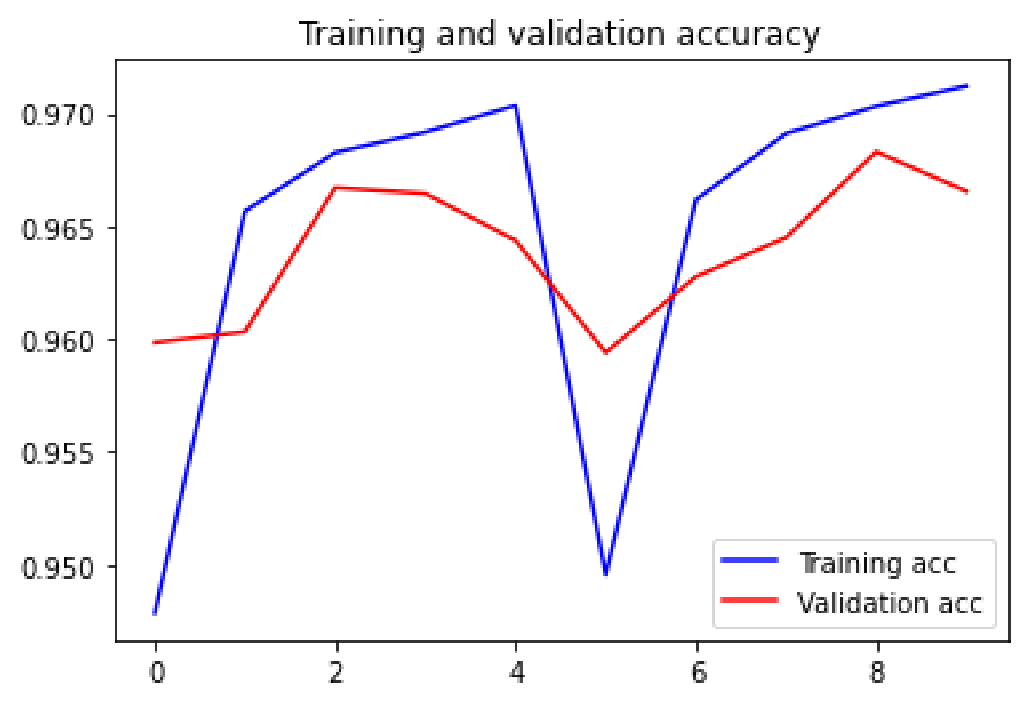 Training and validation accuracy
0.970
0.965
0.960
0.955
0.950
Training acc
Validation acc
0 2 4 6 8